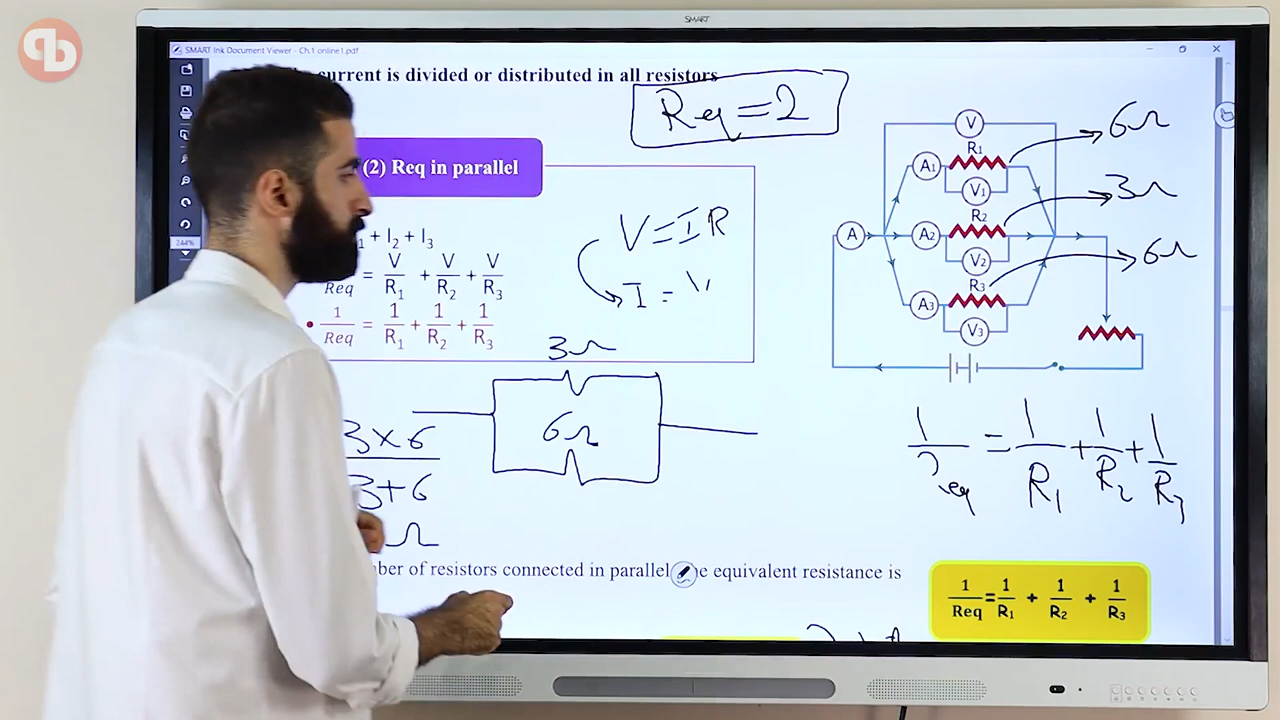 SMART
SMART Ink Document Viewer - Ch.1 online1.pdf
current is divided or distributed in all resistors
Req = 2
(2) Req in parallel
1 + I2 + I3
Req = V/R1 + V/R2 + V/R3
• 1/Req = 1/R1 + 1/R2 + 1/R3
V = IR
I = V
V
R1
A1
V1
6Ω
R2
A
A2
V2
3Ω
R3
A3
V3
6Ω
244%
3Ω
6Ω
3×6
3+6
Ω
1/Req = 1/R1 + 1/R2 + 1/R3
ber of resistors connected in parallel
e equivalent resistance is
1/Req = 1/R1 + 1/R2 + 1/R3